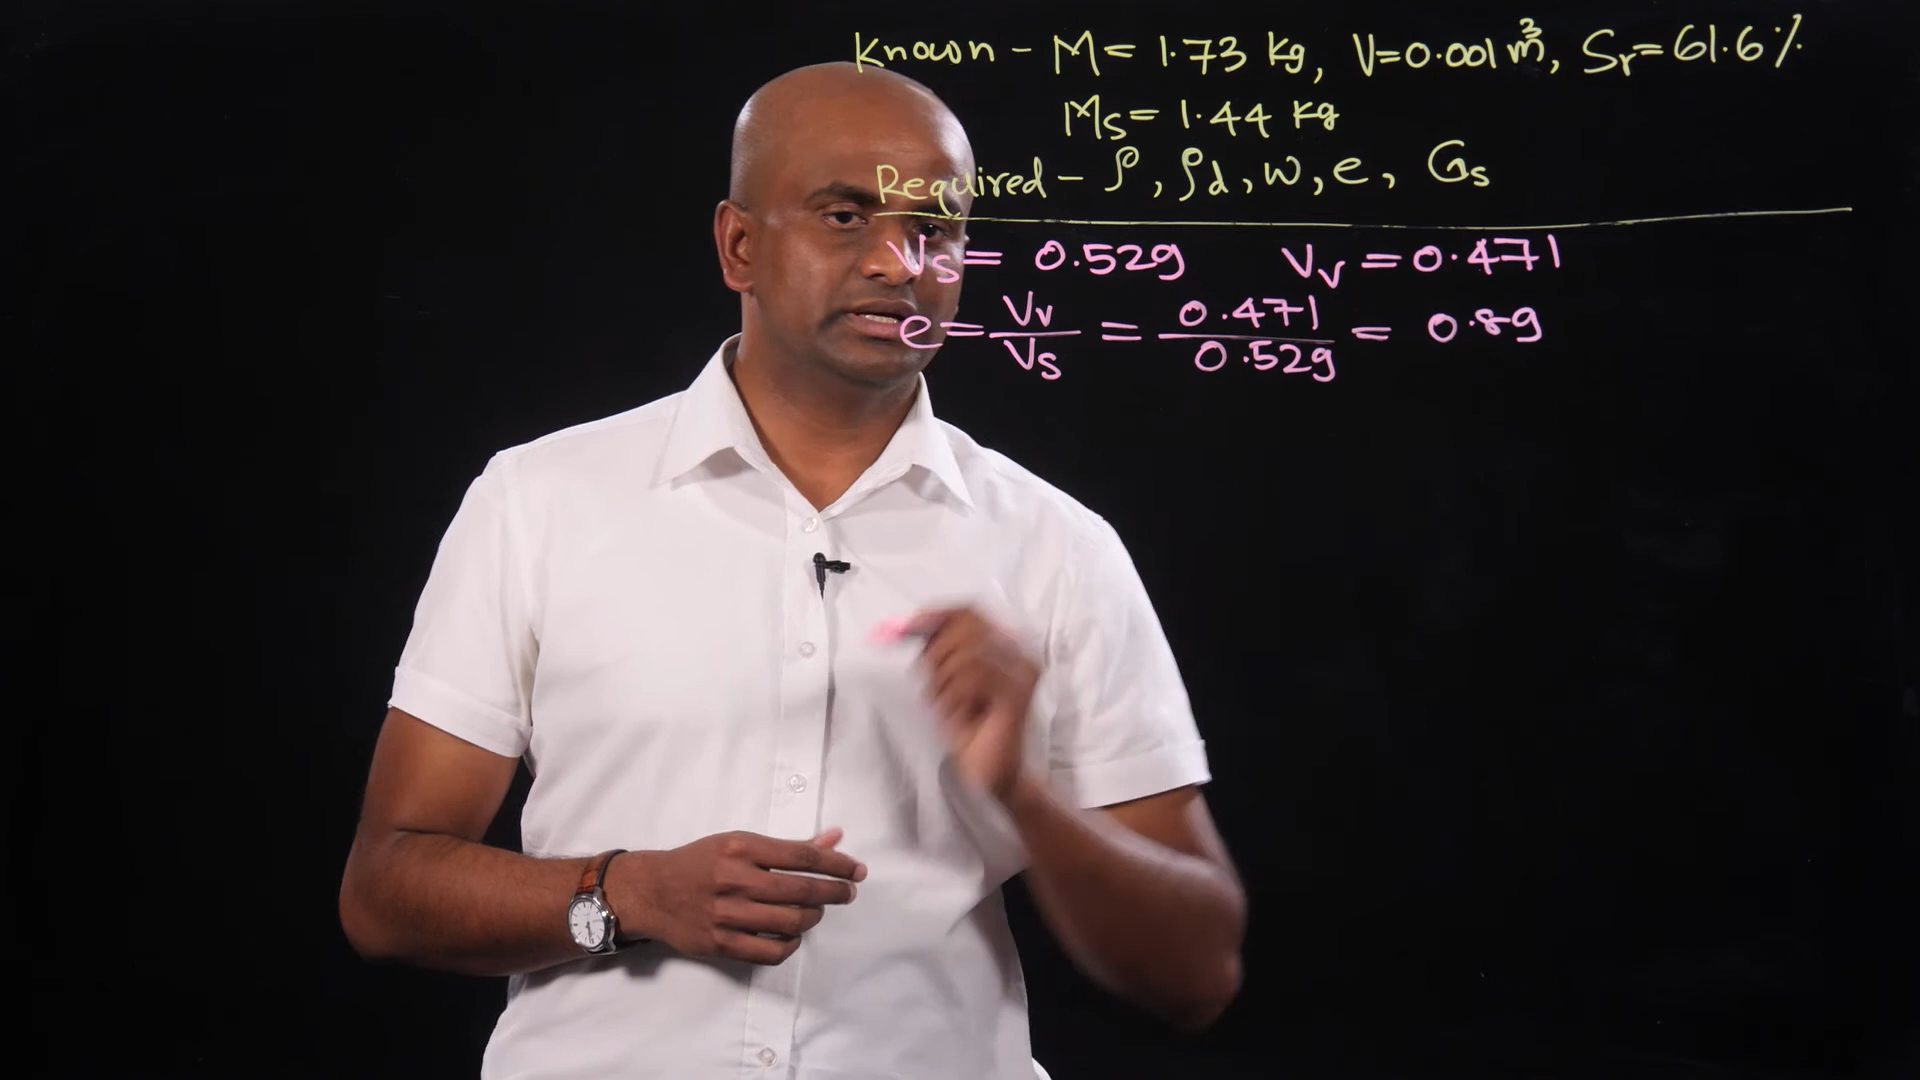 Known - M = 1.73 kg, V=0.001 m³, Sr=61.6%
Ms= 1.44 kg
Required - ρ, ρd, w, e, Gs
Vs= 0.529 Vv = 0.471
e = Vv/Vs = 0.471/0.529 = 0.89